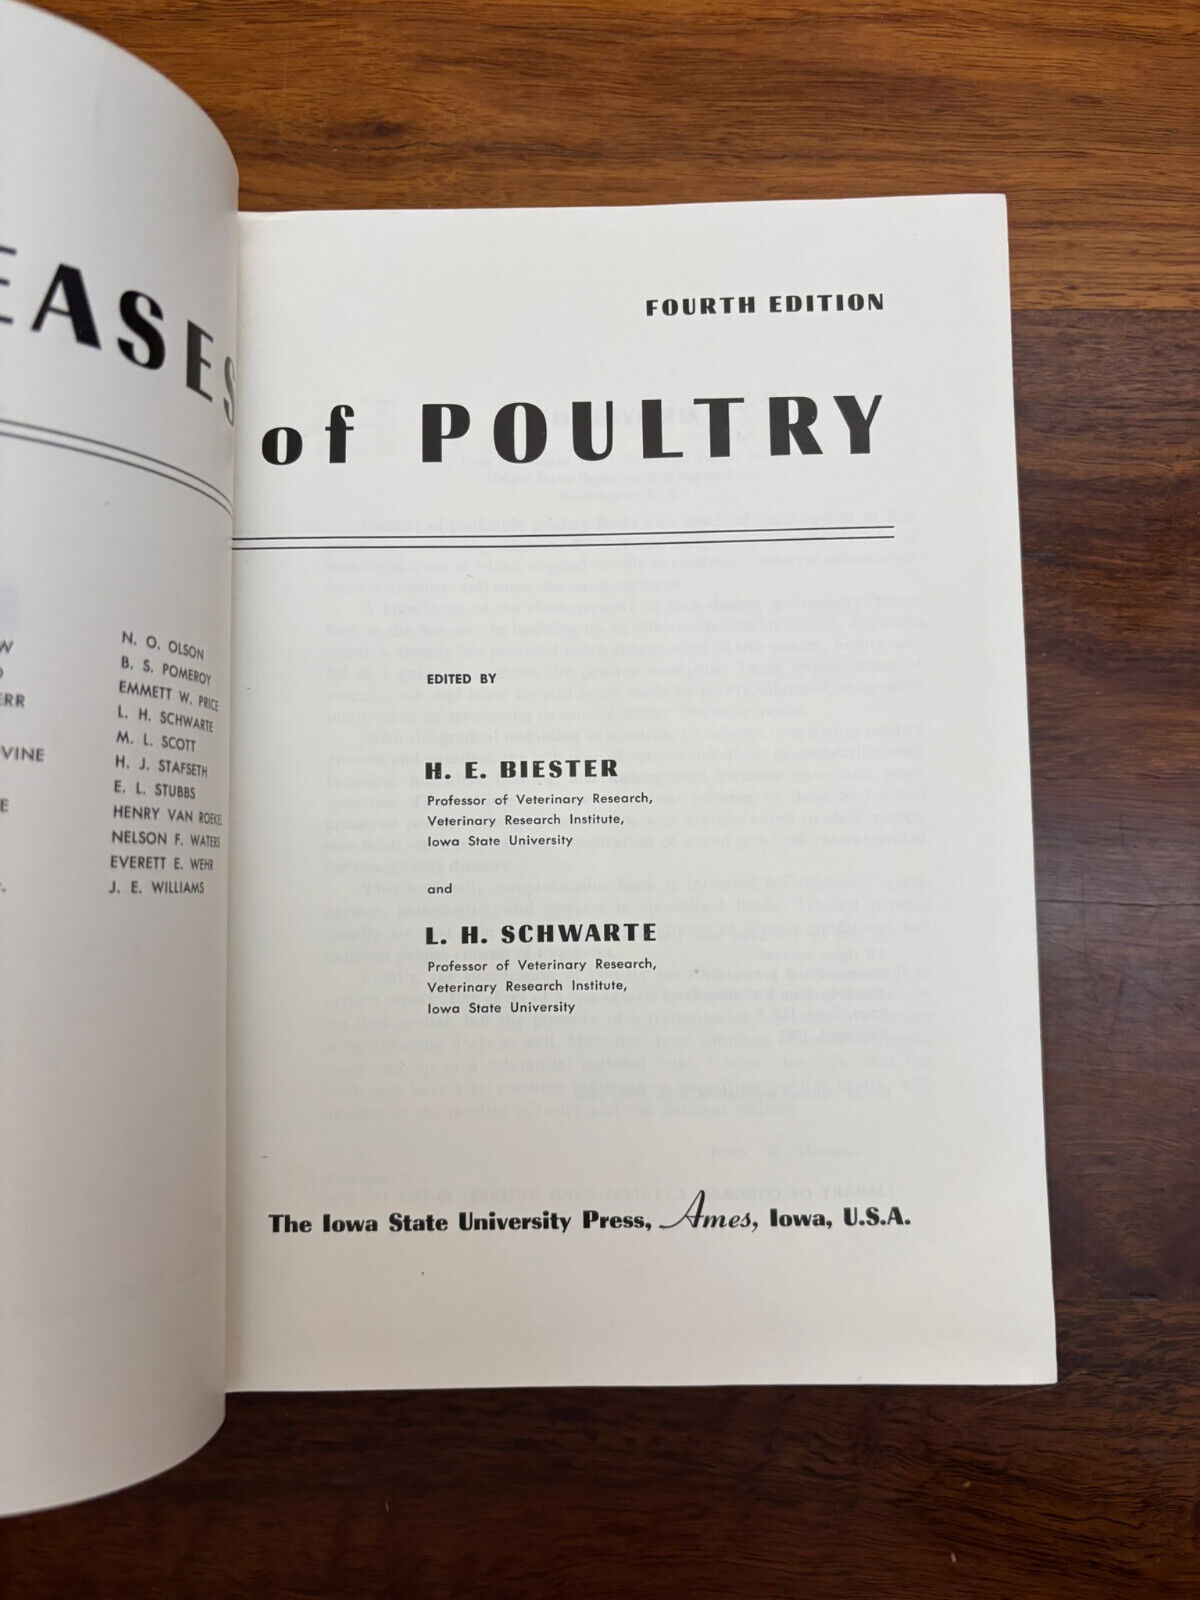 EASES
W
ERR
VINE
E
N. O. OLSON
B. S. POMEROY
EMMETT W. PRICE
L. H. SCHWARTE
M. L. SCOTT
H. J. STAFSETH
E. L. STUBBS
HENRY VAN ROEKEL
NELSON F. WATERS
EVERETT E. WEHR
J. E. WILLIAMS
FOURTH EDITION
of POULTRY
EDITED BY
H. E. BIESTER
Professor of Veterinary Research,
Veterinary Research Institute,
Iowa State University
and
L. H. SCHWARTE
Professor of Veterinary Research,
Veterinary Research Institute,
Iowa State University
The Iowa State University Press, Ames, Iowa, U.S.A.